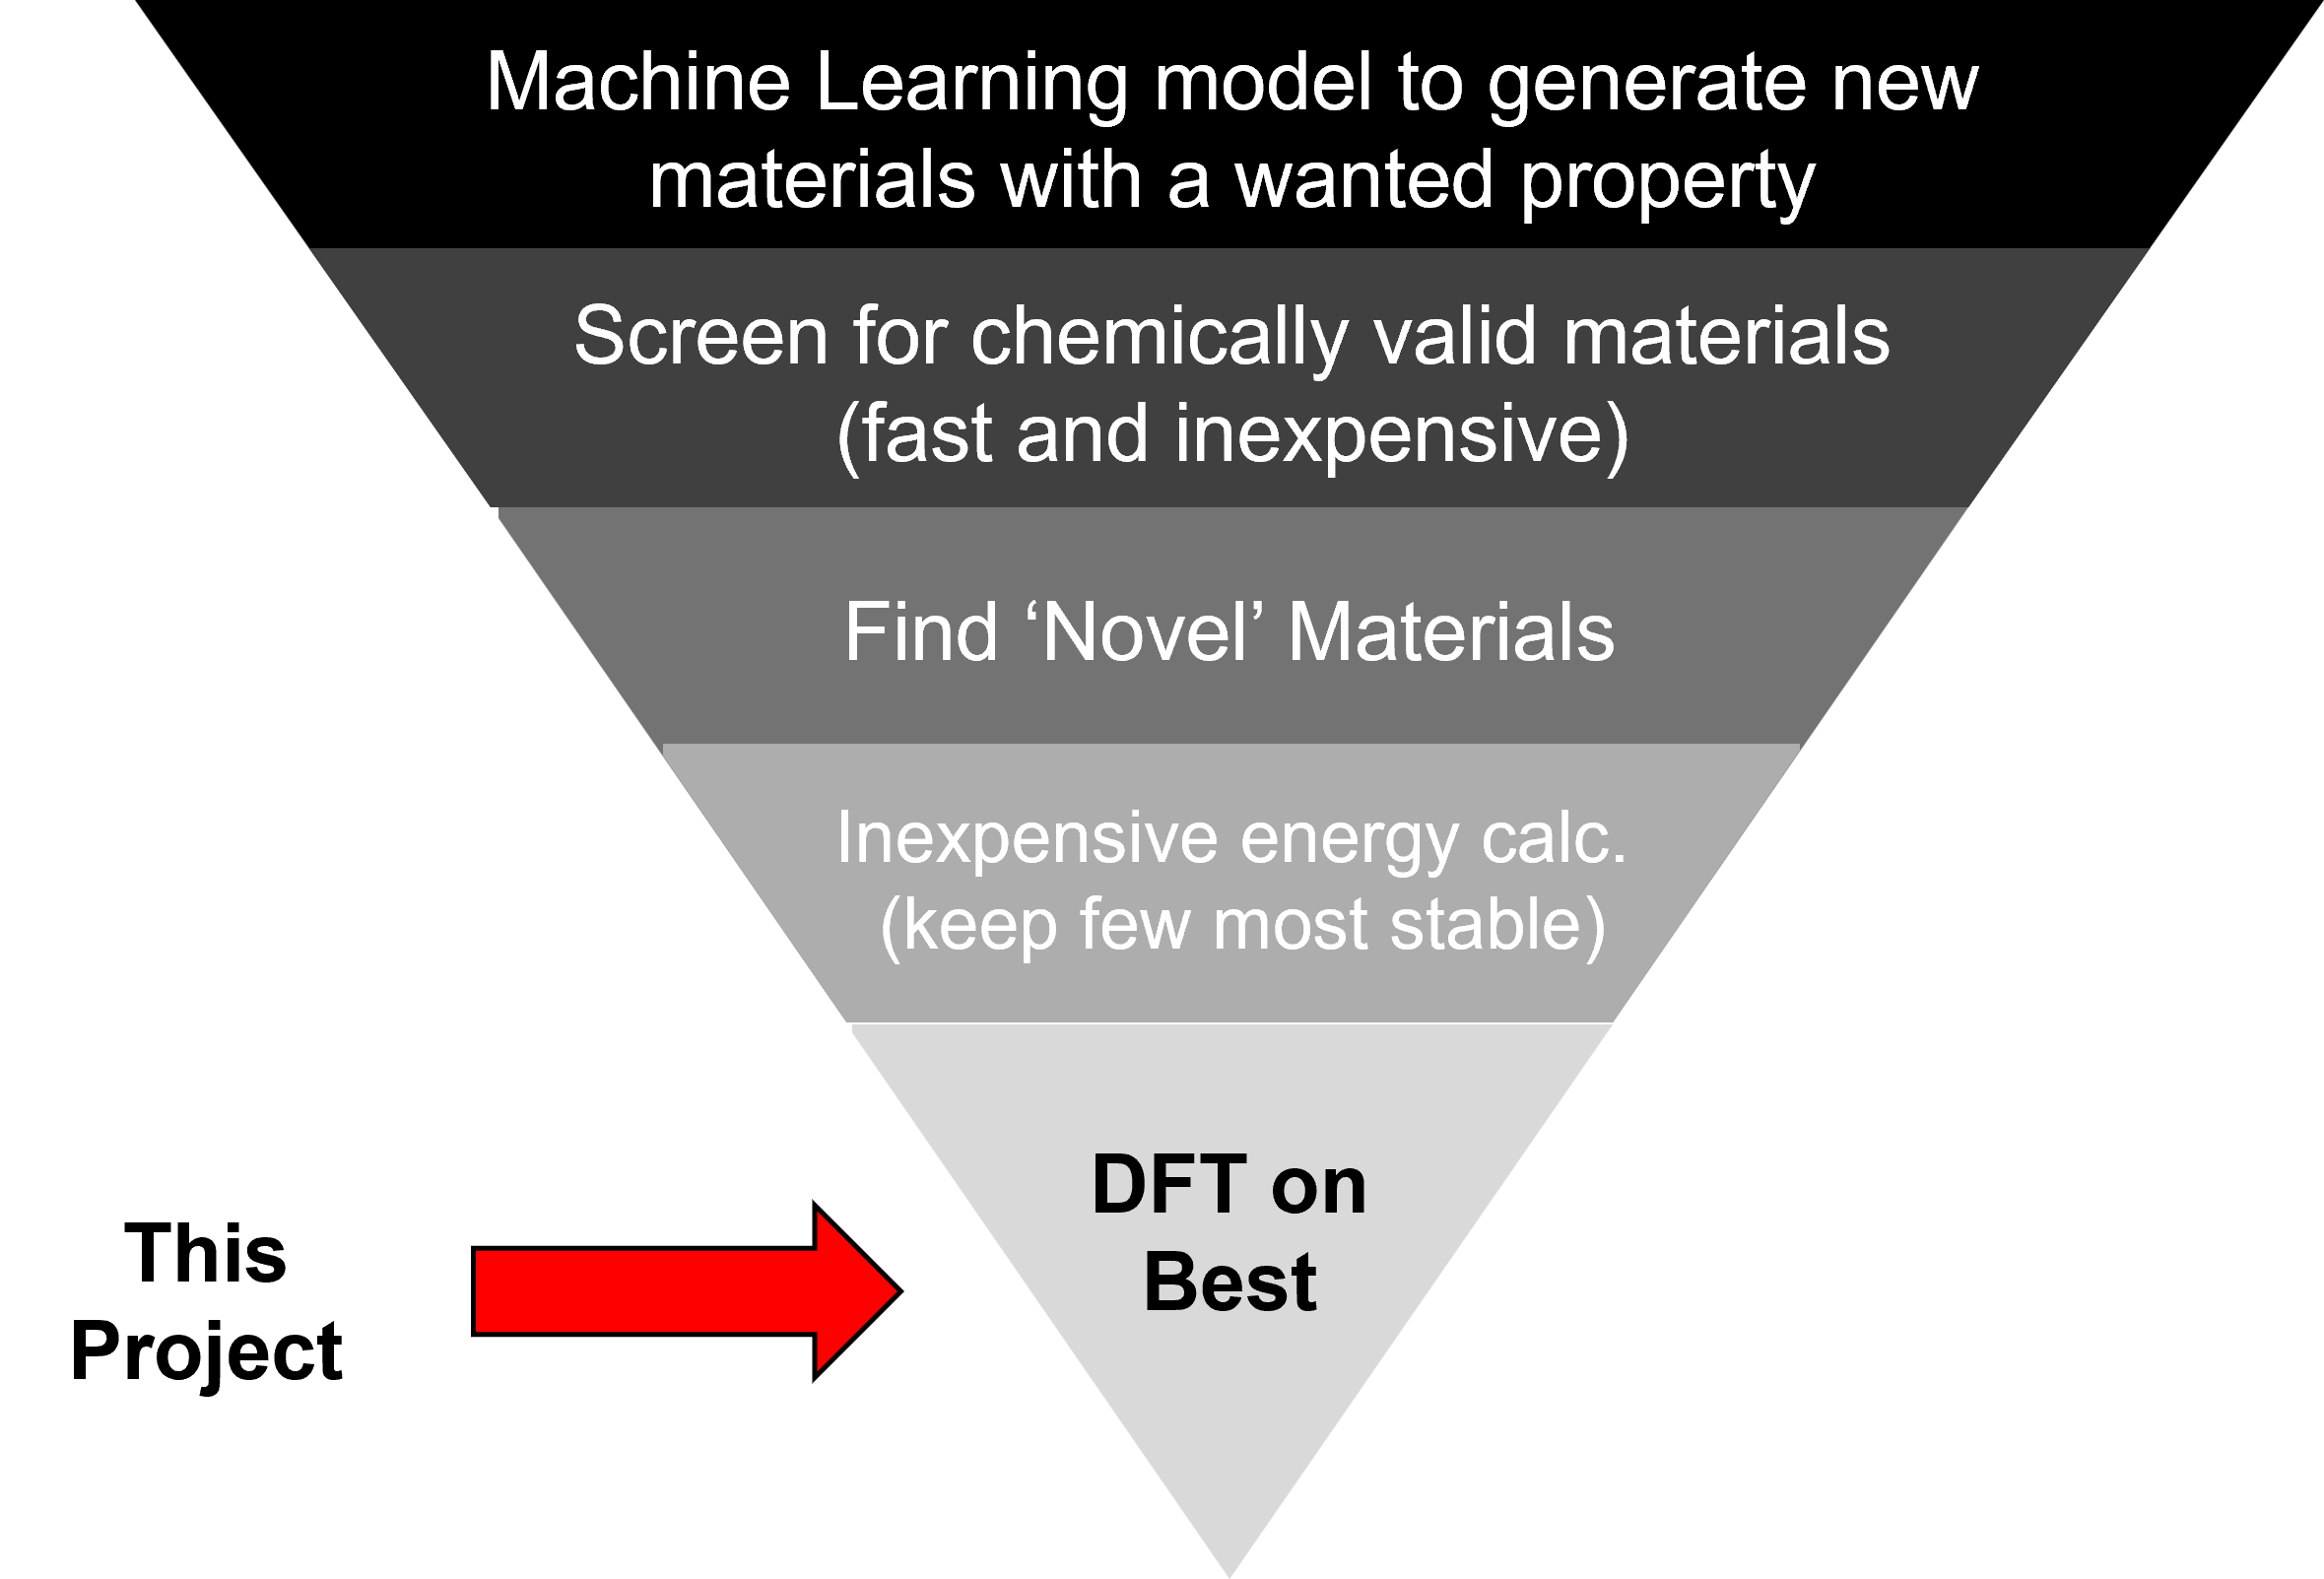 Machine Learning model to generate new
materials with a wanted property
Screen for chemically valid materials
(fast and inexpensive)
Find ‘Novel’ Materials
Inexpensive energy calc.
(keep few most stable)
DFT on
Best
This
Project